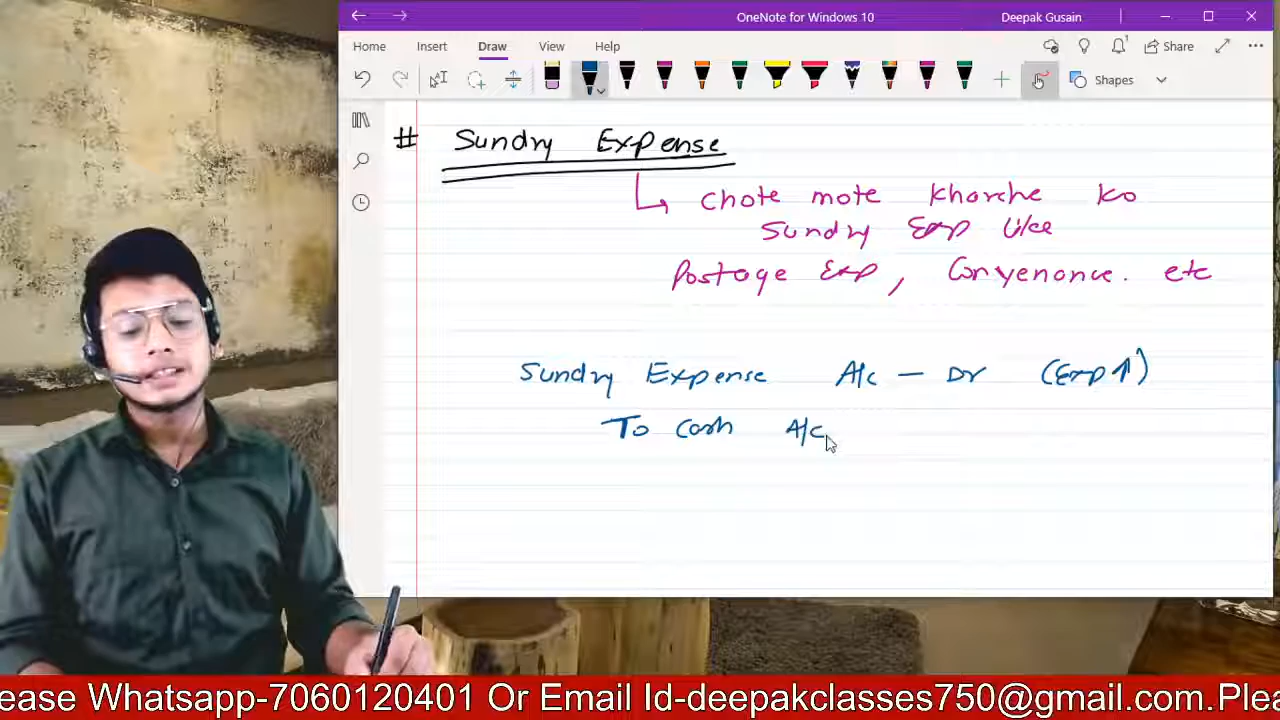 OneNote for Windows 10
Deepak Gusain
Home Insert Draw View Help
Share
Shapes
# Sundry Expense
Chote mote Kharche Ko
Sundry Exp like
Postage Exp, Convenance. etc
Sundry Expense A/c - Dr (Exp↑)
To Cash A/c
ease Whatsapp-7060120401 Or Email Id-deepakclasses750@gmail.com.Plea